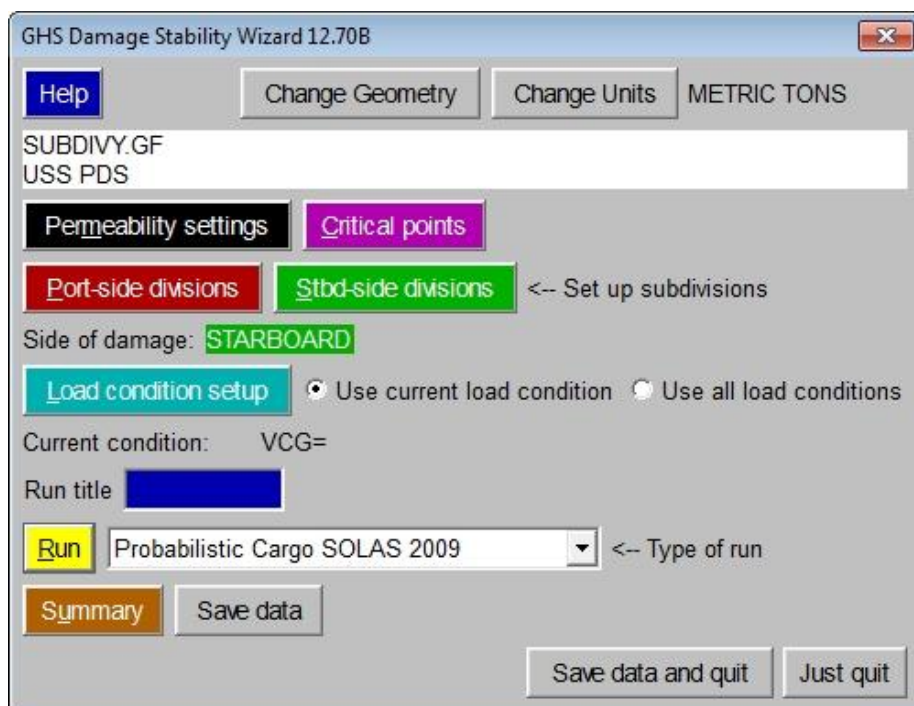 GHS Damage Stability Wizard 12.70B
Help Change Geometry Change Units METRIC TONS
SUBDIVY.GF
USS PDS
Permeability settings Critical points
Port-side divisions Stbd-side divisions <-- Set up subdivisions
Side of damage: STARBOARD
Load condition setup Use current load condition Use all load conditions
Current condition: VCG=
Run title
Run Probabilistic Cargo SOLAS 2009 <-- Type of run
Summary Save data
Save data and quit Just quit